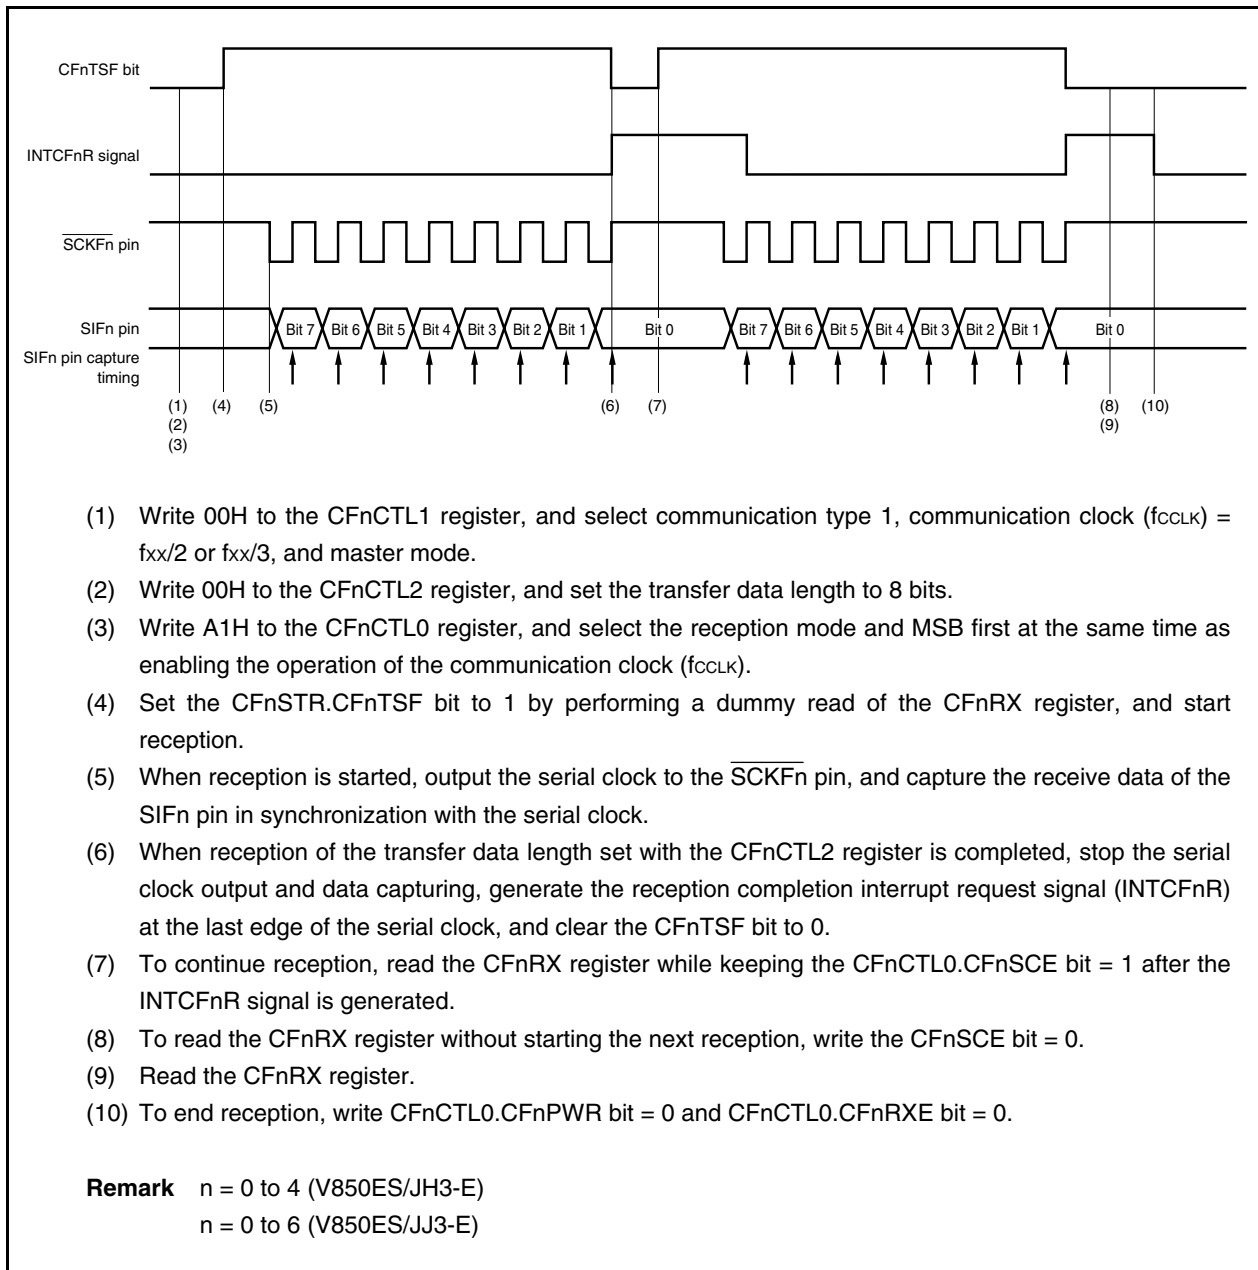 CFnTSF bit
INTCFnR signal
SCKFn pin
SIFn pin
Bit 7 Bit 6 Bit 5 Bit 4 Bit 3 Bit 2 Bit 1 Bit 0 Bit 7 Bit 6 Bit 5 Bit 4 Bit 3 Bit 2 Bit 1 Bit 0
SIFn pin capture
timing
(1) (4) (5) (6) (7) (8) (10)
(2) (9)
(3)
(1) Write 00H to the CFnCTL1 register, and select communication type 1, communication clock (fCCLK) =
fxx/2 or fxx/3, and master mode.
(2) Write 00H to the CFnCTL2 register, and set the transfer data length to 8 bits.
(3) Write A1H to the CFnCTL0 register, and select the reception mode and MSB first at the same time as
enabling the operation of the communication clock (fCCLK).
(4) Set the CFnSTR.CFnTSF bit to 1 by performing a dummy read of the CFnRX register, and start
reception.
(5) When reception is started, output the serial clock to the SCKFn pin, and capture the receive data of the
SIFn pin in synchronization with the serial clock.
(6) When reception of the transfer data length set with the CFnCTL2 register is completed, stop the serial
clock output and data capturing, generate the reception completion interrupt request signal (INTCFnR)
at the last edge of the serial clock, and clear the CFnTSF bit to 0.
(7) To continue reception, read the CFnRX register while keeping the CFnCTL0.CFnSCE bit = 1 after the
INTCFnR signal is generated.
(8) To read the CFnRX register without starting the next reception, write the CFnSCE bit = 0.
(9) Read the CFnRX register.
(10) To end reception, write CFnCTL0.CFnPWR bit = 0 and CFnCTL0.CFnRXE bit = 0.
Remark n = 0 to 4 (V850ES/JH3-E)
n = 0 to 6 (V850ES/JJ3-E)